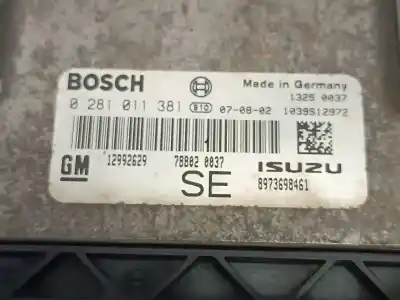 BOSCH Made in Germany
1325 0037
0 281 011 381 810 07-08-02 1039S12972
GM 12992629 78802 0037 ISUZU
SE 8973698461